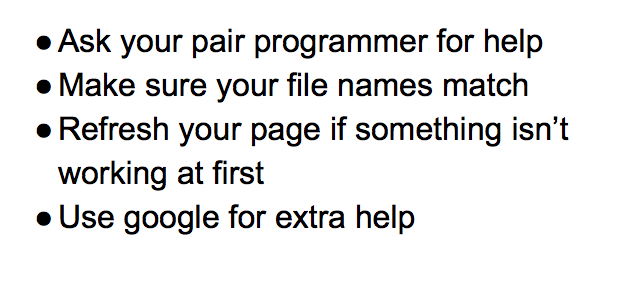 ● Ask your pair programmer for help
● Make sure your file names match
● Refresh your page if something isn’t
working at first
● Use google for extra help